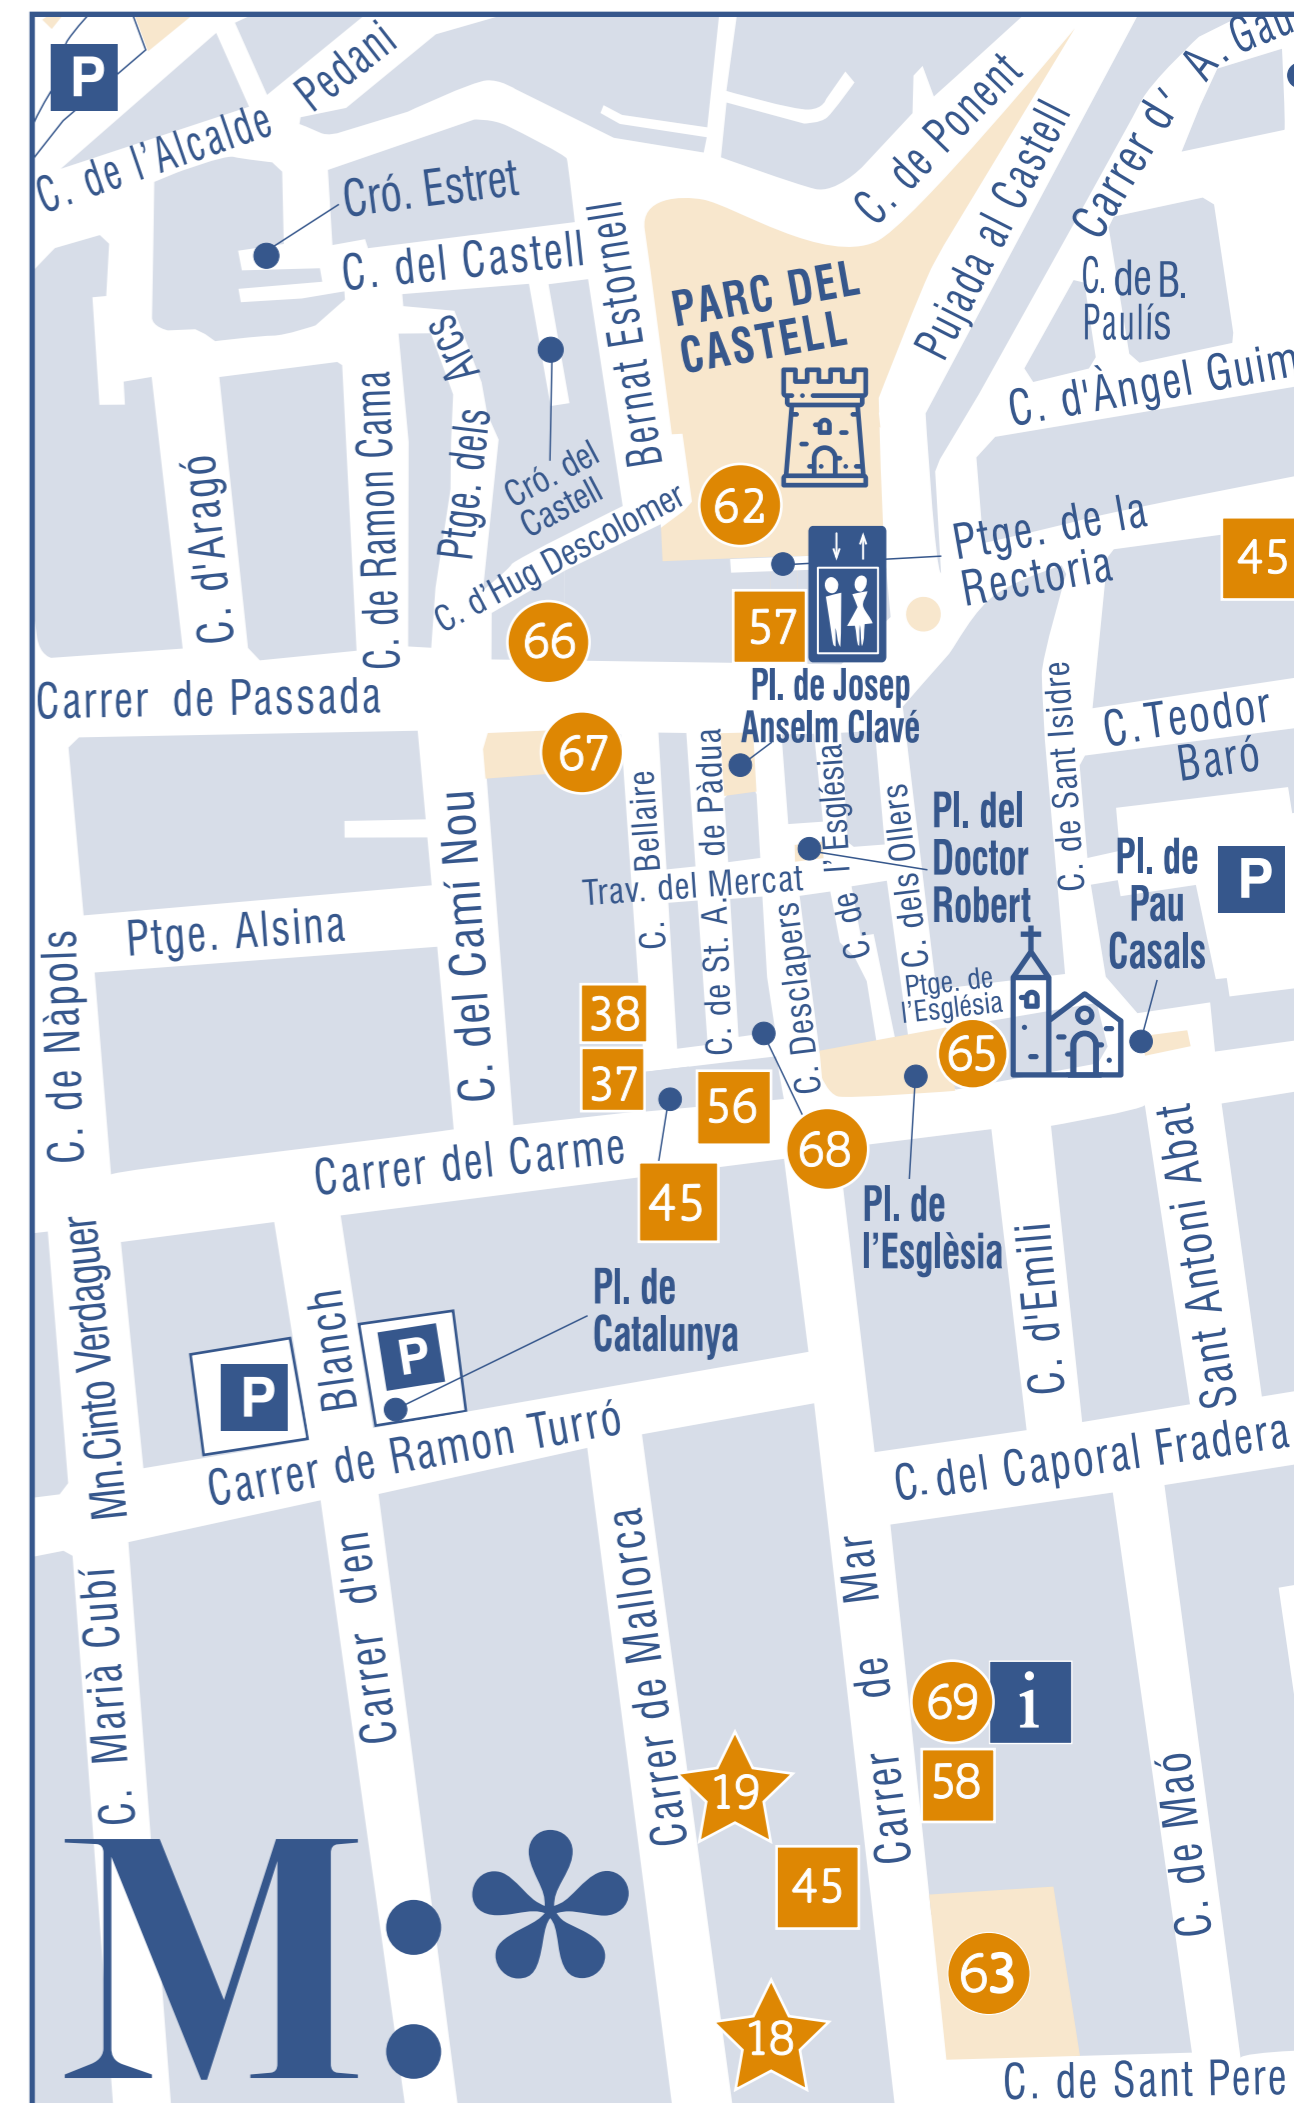 P
C. de l'Alcalde Pedani
Cró. Estret
C. del Castell
Bernat Estornell
C. de Ponent
Pujada al Castell
Carrer d' A. Gau
PARC DEL
CASTELL
C. de B.
Paulís
C. d'Àngel Guim
C. d'Aragó
C. de Ramon Cama
Ptge. dels Arcs
Cró. del
Castell
C. d'Hug Descolomer
62
Ptge. de la
Rectoria
45
57
66
Carrer de Passada
Pl. de Josep
Anselm Clavé
67
C. de Sant Isidre
C. Teodor
Baró
C. Bellaire
C. de St. A. de Pàdua
C. de l'Església
C. dels Ollers
Pl. del
Doctor
Robert
Pl. de
Pau
Casals
P
Trav. del Mercat
C. Desclapers
Ptge. Alsina
C. de Nàpols
C. del Camí Nou
Ptge. de
l'Església
38
37
65
56
68
45
Carrer del Carme
Pl. de
l'Esglèsia
Sant Antoni Abat
C. d'Emili
Mn. Cinto Verdaguer
Pl. de
Catalunya
P
P
Carrer d'en Blanch
Carrer de Ramon Turró
C. del Caporal Fradera
C. Marià Cubí
Carrer de Mallorca
Carrer de Mar
69
i
58
19
45
C. de Maó
63
18
M:*
C. de Sant Pere